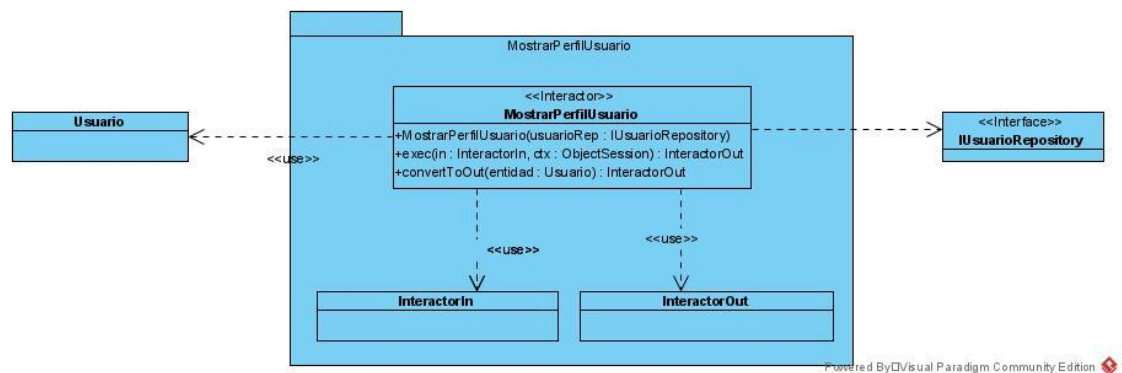 MostrarPerfilUsuario
<<Interactor>>
MostrarPerfilUsuario
+MostrarPerfilUsuario(usuarioRep : IUsuarioRepository)
+exec(in : InteractorIn, ctx : ObjectSession) : InteractorOut
+convertToOut(entidad : Usuario) : InteractorOut
Usuario
<<use>>
<<Interface>>
IUsuarioRepository
<<use>>
<<use>>
InteractorIn
InteractorOut
Powered By□Visual Paradigm Community Edition